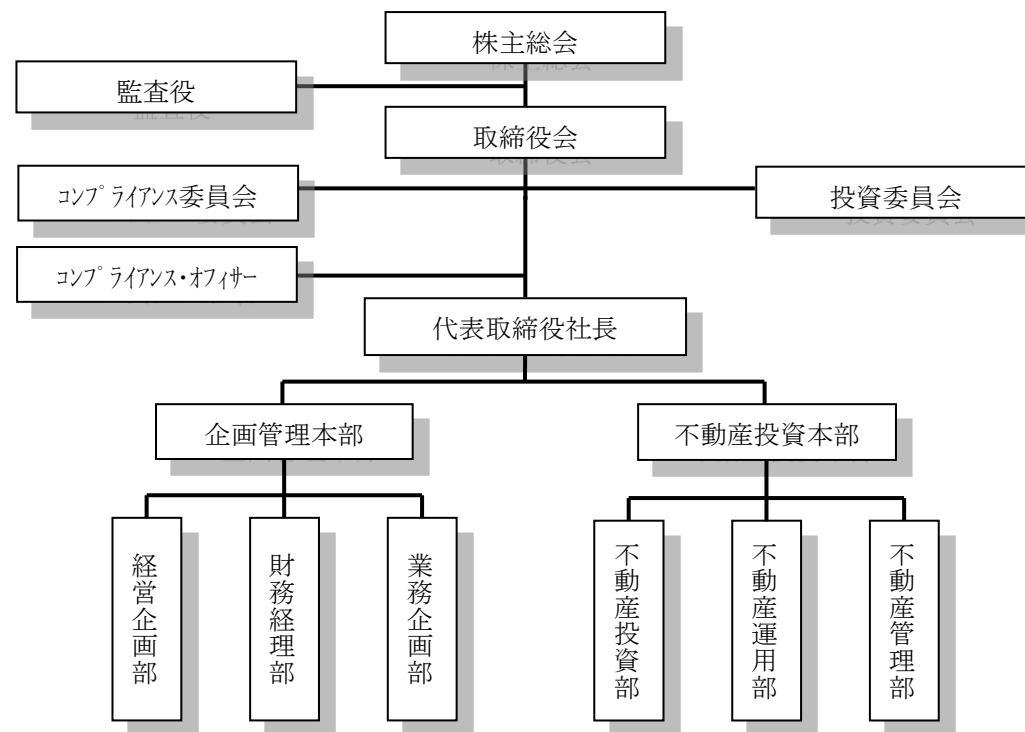 株主総会
監査役
取締役会
コンプライアンス委員会
投資委員会
コンプライアンス・オフィサー
代表取締役社長
企画管理本部
不動産投資本部
経営企画部
財務経理部
業務企画部
不動産投資部
不動産運用部
不動産管理部